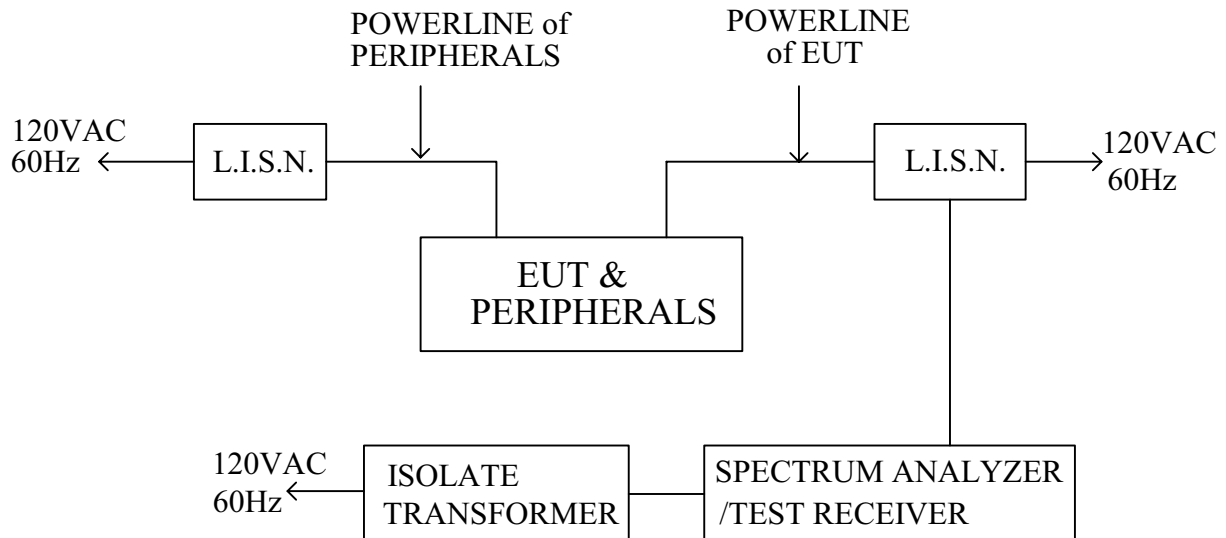 POWERLINE of
PERIPHERALS
POWERLINE
of EUT
120VAC
60Hz
L.I.S.N.
L.I.S.N.
120VAC
60Hz
EUT &
PERIPHERALS
120VAC
60Hz
ISOLATE
TRANSFORMER
SPECTRUM ANALYZER
/TEST RECEIVER